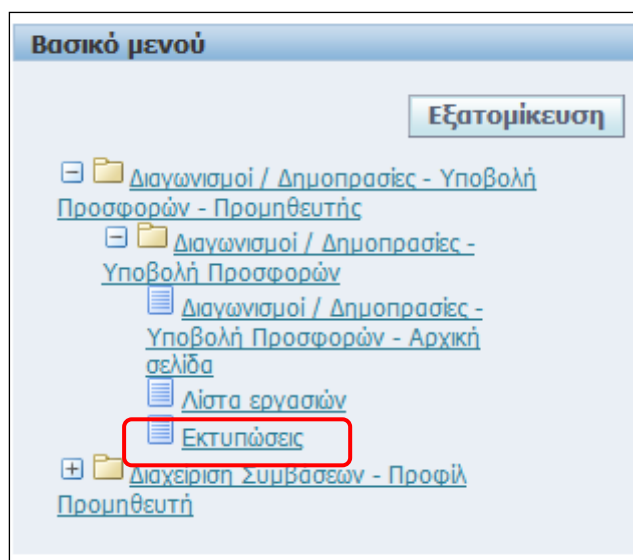 Βασικό μενού
Εξατομίκευση
Διαγωνισμοί / Δημοπρασίες - Υποβολή
Προσφορών - Προμηθευτής
Διαγωνισμοί / Δημοπρασίες -
Υποβολή Προσφορών
Διαγωνισμοί / Δημοπρασίες -
Υποβολή Προσφορών - Αρχική
σελίδα
Λίστα εργασιών
Εκτυπώσεις
Διαχείριση Συμβάσεων - Προφίλ
Προμηθευτή